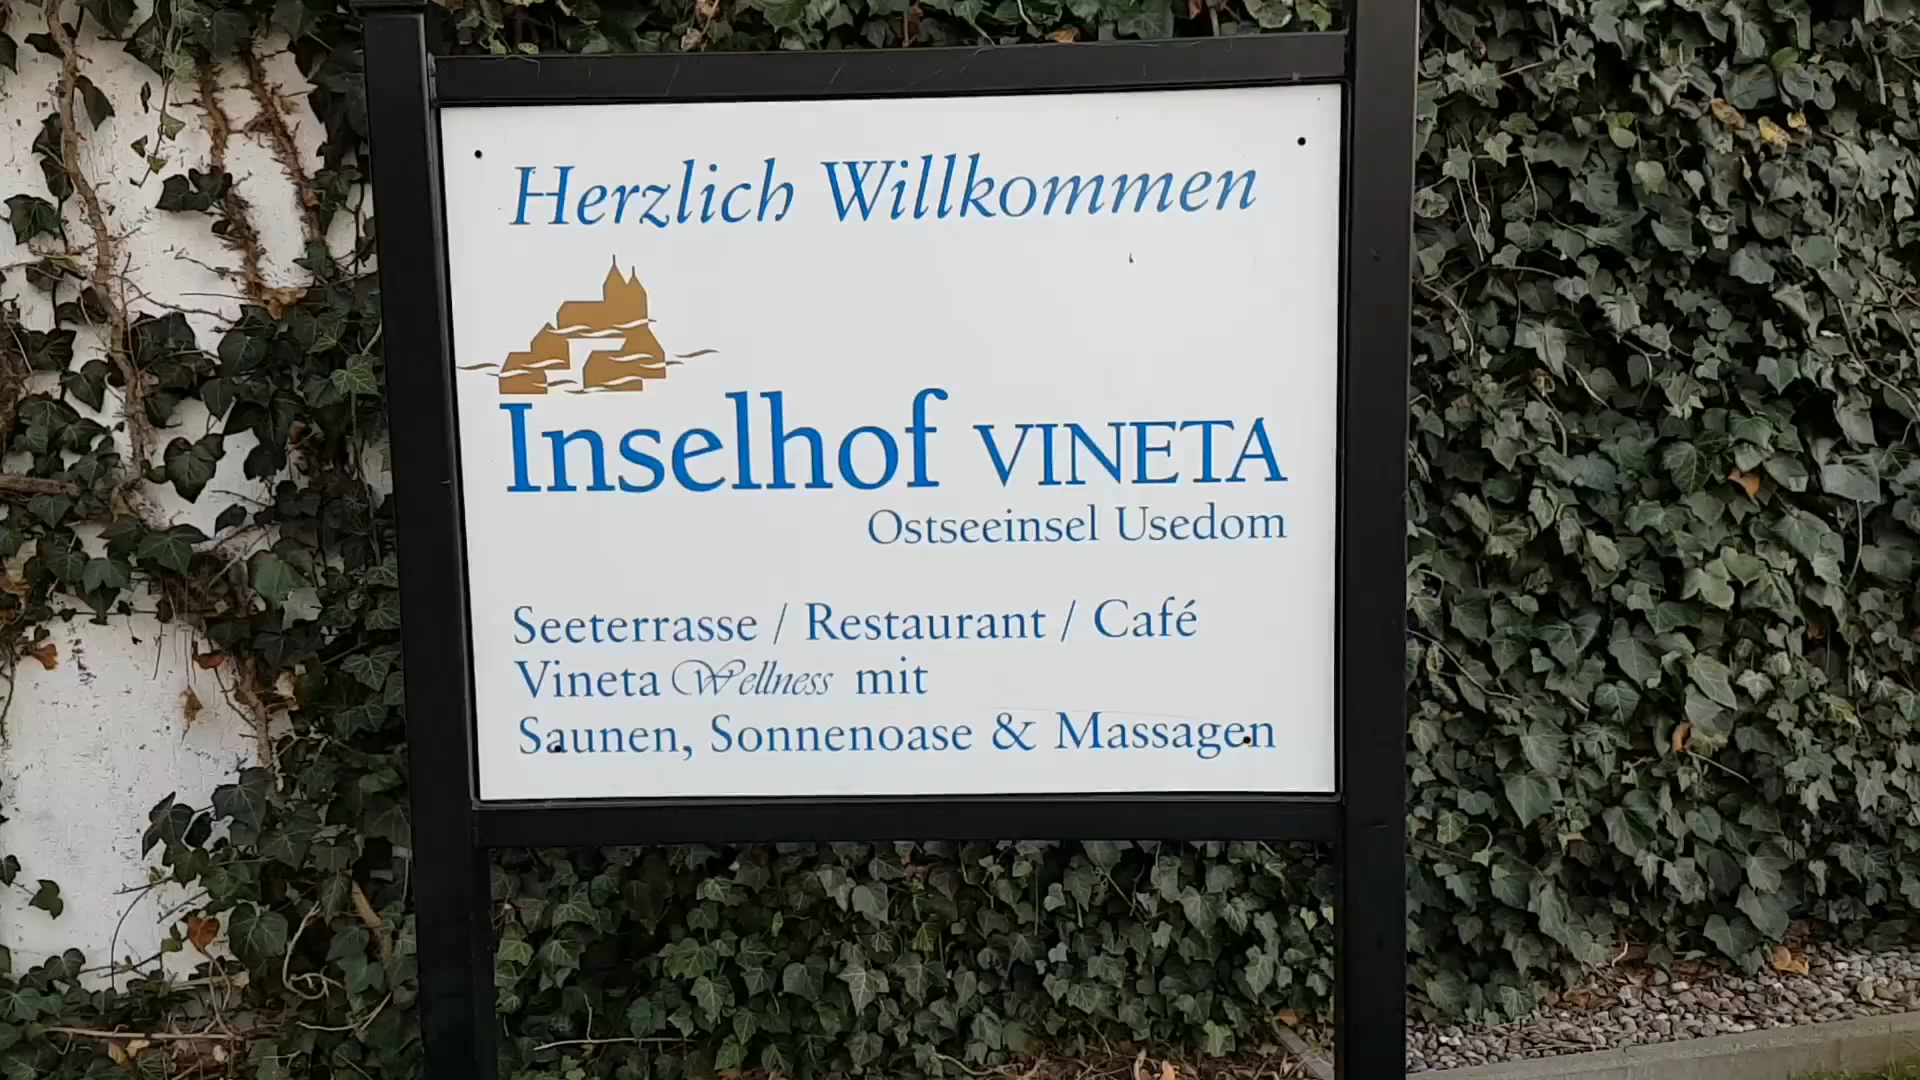 Herzlich Willkommen
Inselhof VINETA
Ostseeinsel Usedom
Seeterrasse / Restaurant / Café
Vineta Wellness mit
Saunen, Sonnenoase & Massagen